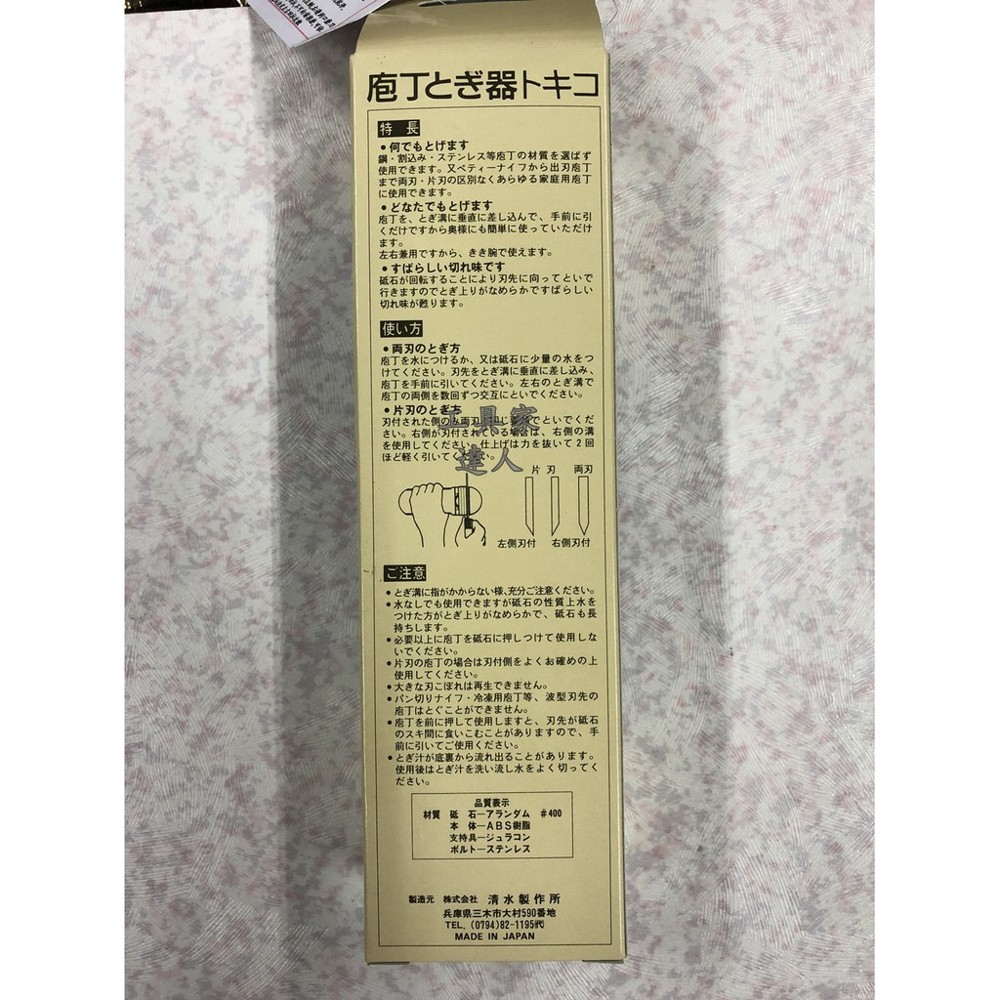 庖丁とぎ器トキコ
特 長
●何でもとげます
鋼・割込み・ステンレス等庖丁の材質を選ばず
使用できます。又ペティーナイフから出刃庖丁
まで両刃・片刃の区別なくあらゆる家庭用庖丁
に使用できます。
●どなたでもとげます
庖丁を、とぎ溝に垂直に差し込んで、手前に引
くだけですから奥様にも簡単に使っていただけ
ます。
左右兼用ですから、きき腕で使えます。
●すばらしい切れ味です
砥石が回転することにより刃先に向ってといで
行きますのでとぎ上りがなめらかですばらしい
切れ味が甦ります。
使い方
●両刃のとぎ方
庖丁を水につけるか、又は砥石に少量の水をつ
けてください。刃先をとぎ溝に垂直に差し込み、
庖丁を手前に引いてください。左右のとぎ溝で
庖丁の両側を数回ずつ交互にといでください。
●片刃のとぎち
刃付された側のみ両刃 じ でといでくだ
さい。右側が刃付されている場合は、右側の溝
を使用してください。仕上げは力を抜いて2回
ほど軽く引いてください。
工具家
達人
片刃 両刃
左側刃付 右側刃付
ご注意
●とぎ溝に指がかからない様、充分ご注意ください。
●水なしでも使用できますが砥石の性質上水を
つけた方がとぎ上りがなめらかで、砥石も長
持ちします。
●必要以上に庖丁を砥石に押しつけて使用しな
いでください。
●片刃の庖丁の場合は刃付側をよくお確めの上
使用してください。
●大きな刃こぼれは再生できません。
●パン切りナイフ・冷凍用庖丁等、波型刃先の
庖丁はとぐことができません。
●庖丁を前に押して使用しますと、刃先が砥石
のスキ間に食いこむことがありますので、手
前に引いてご使用ください。
●とぎ汁が底裏から流れ出ることがあります。
使用後はとぎ汁を洗い流し水をよく切ってく
ださい。
品質表示
材質 砥 石─アランダム #400
本 体─ABS樹脂
支持具─ジュラコン
ボルト─ステンレス
製造元 株式会社 清水製作所
兵庫県三木市大村590番地
TEL. (0794)82-1195代
MADE IN JAPAN